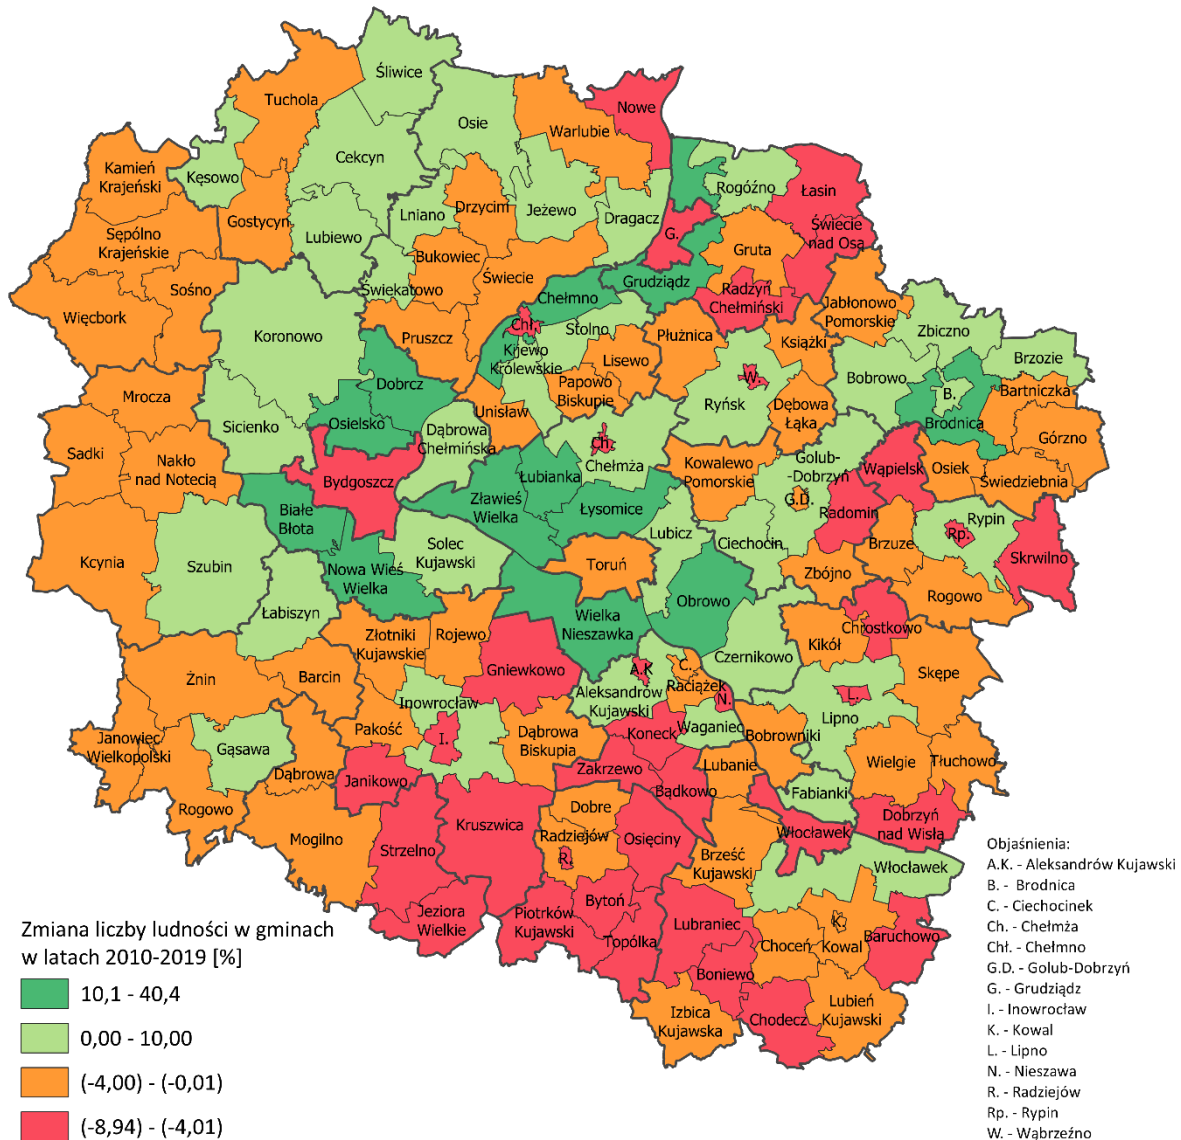 Śliwice
Tuchola
Nowe
Osie
Warlubie
Cekcyn
Kamień
Krajeński
Kęsowo
Rogóźno
Łasin
Drzycim
Jeżewo
Lniano
Dragacz
Gostycyn
Świecie
nad Osą
Sępólno
Krajeńskie
Lubiewo
G.
Gruta
Bukowiec
Świecie
Sośno
Świekatowo
Grudziądz
Radzyń
Chełmiński
Chełmno
Jabłonowo
Pomorskie
Więcbork
Koronowo
Chł.
Stolno
Pruszcz
Płużnica
Książki
Zbiczno
Kijewo
Królewskie
Lisewo
Brzozie
W.
Bobrowo
Dobrcz
Papowo
Biskupie
B.
Bartniczka
Mrocza
Ryńsk
Dębowa
Łąka
Unisław
Brodnica
Sicienko
Osielsko
Dąbrowa
Chełmińska
Górzno
Ch.
Sadki
Nakło
nad Notecią
Chełmża
Kowalewo
Pomorskie
Golub-
-Dobrzyń
Wąpielsk
Osiek
Bydgoszcz
Łubianka
Świedziebnia
Zławieś
Wielka
G.D.
Białe
Błota
Łysomice
Radomin
Rypin
Lubicz
Rp.
Solec
Kujawski
Ciechocin
Brzuze
Skrwilno
Kcynia
Szubin
Nowa Wieś
Wielka
Toruń
Zbójno
Obrowo
Rogowo
Łabiszyn
Wielka
Nieszawka
Chrostkowo
Złotniki
Kujawskie
Rojewo
Kikół
Czernikowo
Gniewkowo
A.K
C.
Skępe
Żnin
Barcin
Raciążek
Aleksandrów
Kujawski
N.
L.
Inowrocław
Lipno
Pakość
Waganiec
Dąbrowa
Biskupia
Koneck
Bobrowniki
I.
Janowiec
Wielkopolski
Gąsawa
Lubanie
Wielgie
Tłuchowo
Dąbrowa
Janikowo
Zakrzewo
Bądkowo
Fabianki
Rogowo
Dobre
Dobrzyń
nad Wisłą
Kruszwica
Mogilno
Radziejów
Osięciny
Włocławek
Strzelno
R.
Brześć
Kujawski
Włocławek
Jeziora
Wielkie
Piotrków
Kujawski
Bytoń
Lubraniec
K.
Kowal
Topólka
Choceń
Baruchowo
Boniewo
Izbica
Kujawska
Chodecz
Lubień
Kujawski
Zmiana liczby ludności w gminach
w latach 2010-2019 [%]
10,1 - 40,4
0,00 - 10,00
(-4,00) - (-0,01)
(-8,94) - (-4,01)
Objaśnienia:
A.K. - Aleksandrów Kujawski
B. - Brodnica
C. - Ciechocinek
Ch. - Chełmża
Chł. - Chełmno
G.D. - Golub-Dobrzyń
G. - Grudziądz
I. - Inowrocław
K. - Kowal
L. - Lipno
N. - Nieszawa
R. - Radziejów
Rp. - Rypin
W. - Wąbrzeźno